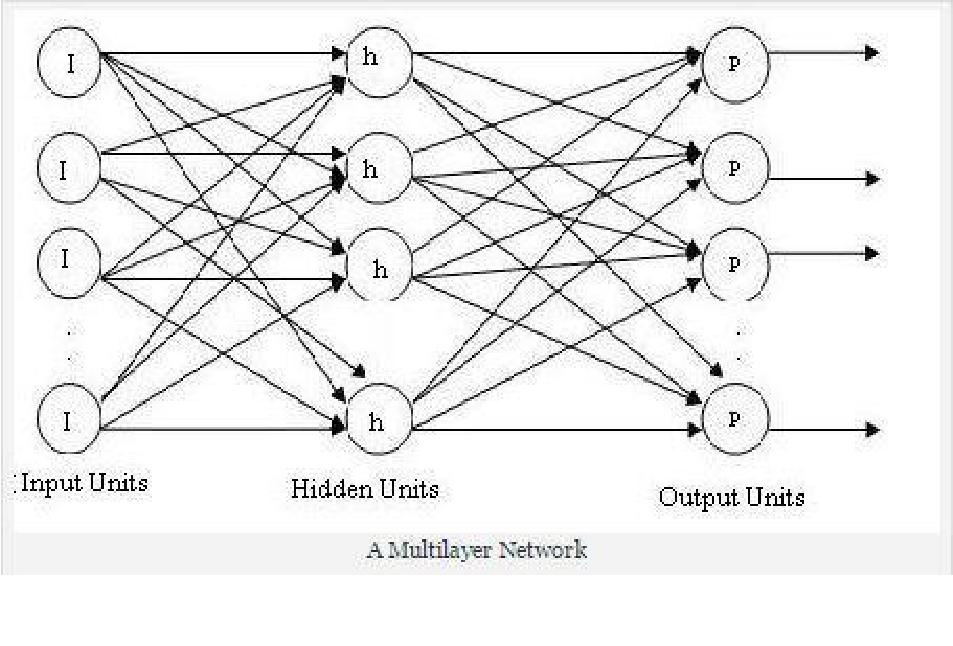 I h P
I h P
I h P
I h P
:Input Units
Hidden Units
Output Units
A Multilayer Network